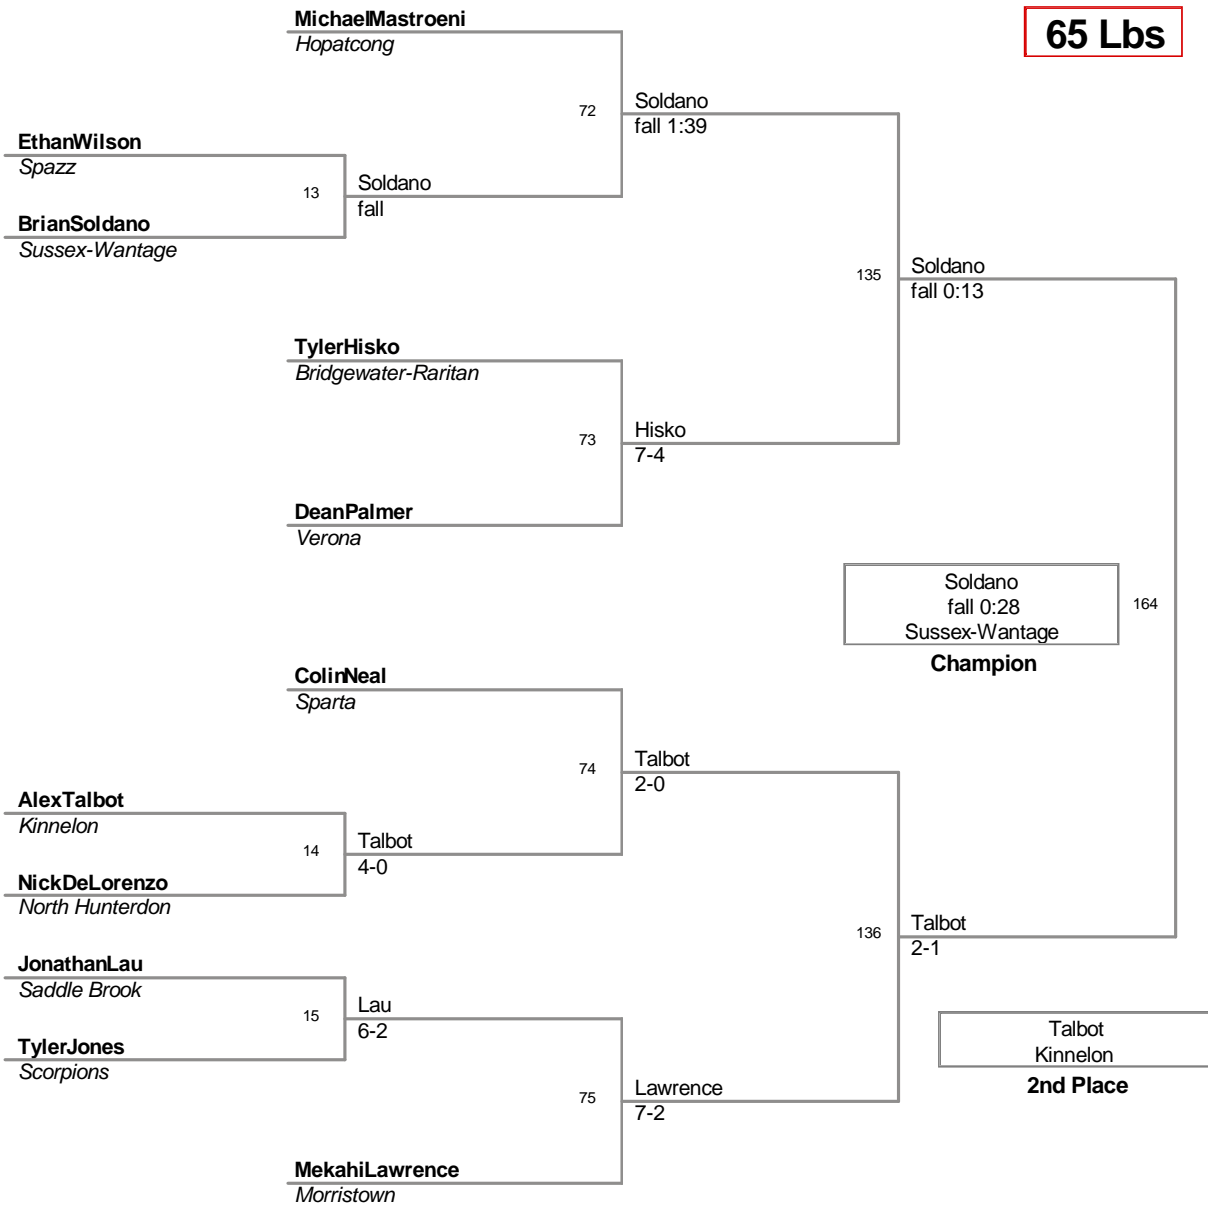 MichaelMastroeni
Hopatcong
65 Lbs
72
Soldano
fall 1:39
EthanWilson
Spazz
13
Soldano
fall
BrianSoldano
Sussex-Wantage
135
Soldano
fall 0:13
TylerHisko
Bridgewater-Raritan
73
Hisko
7-4
DeanPalmer
Verona
Soldano
fall 0:28
Sussex-Wantage
164
Champion
ColinNeal
Sparta
74
Talbot
2-0
AlexTalbot
Kinnelon
14
Talbot
4-0
NickDeLorenzo
North Hunterdon
136
Talbot
2-1
JonathanLau
Saddle Brook
15
Lau
6-2
TylerJones
Scorpions
Talbot
Kinnelon
2nd Place
75
Lawrence
7-2
MekahiLawrence
Morristown